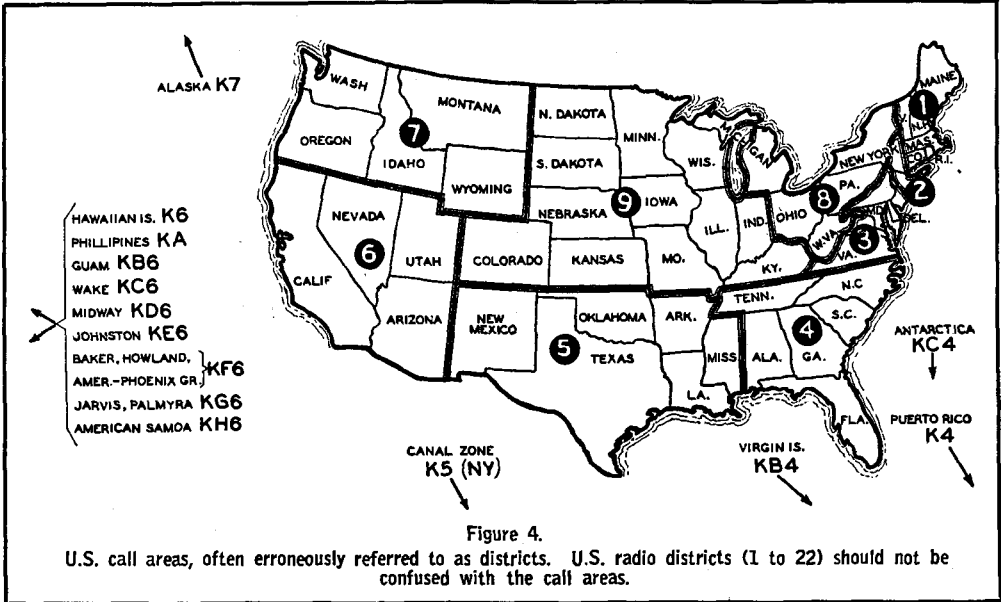 ALASKA K7
HAWAIIAN IS. K6
PHILLIPINES KA
GUAM KB6
WAKE KC6
MIDWAY KD6
JOHNSTON KE6
BAKER, HOWLAND,
AMER.-PHOENIX GR. } KF6
JARVIS, PALMYRA KG6
AMERICAN SAMOA KH6
WASH
OREGON
MONTANA
7
IDAHO
WYOMING
N. DAKOTA
S. DAKOTA
MINN.
WIS.
MICHIGAN
NEBRASKA
9
IOWA
ILL.
IND.
COLORADO
KANSAS
MO.
KY.
NEVADA
6
UTAH
CALIF
ARIZONA
NEW
MEXICO
OKLAHOMA
5
TEXAS
ARK.
LA.
MISS
TENN.
N.C
S.C.
ALA.
4
GA.
FLA.
OHIO
8
PA.
W-VA
MD
DEL.
3
VA.
2
NEW YORK
MAINE
1
V.
N.H.
MAS.
CO.
R.I.
ANTARCTICA
KC4
PUERTO RICO
K4
VIRGIN IS.
KB4
CANAL ZONE
K5 (NY)
Figure 4.
U.S. call areas, often erroneously referred to as districts. U.S. radio districts (1 to 22) should not be
confused with the call areas.